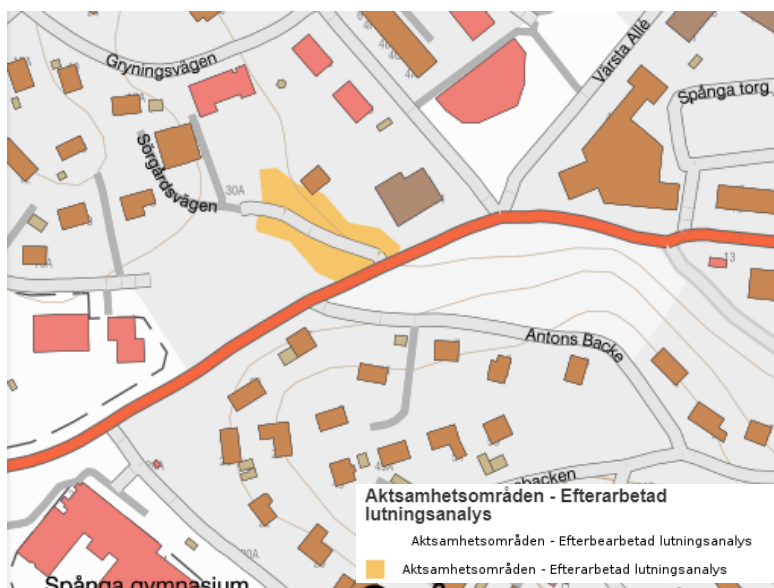 Gryningsvägen
Värsta Allé
Spånga torg
Sörgårdsvägen
30A
13
Antons Backe
Aktsamhetsområden - Efterarbetad
lutningsanalys
Aktsamhetsområden - Efterbearbetad lutningsanalys
Aktsamhetsområden - Efterarbetad lutningsanalys
Spånga gymnasium